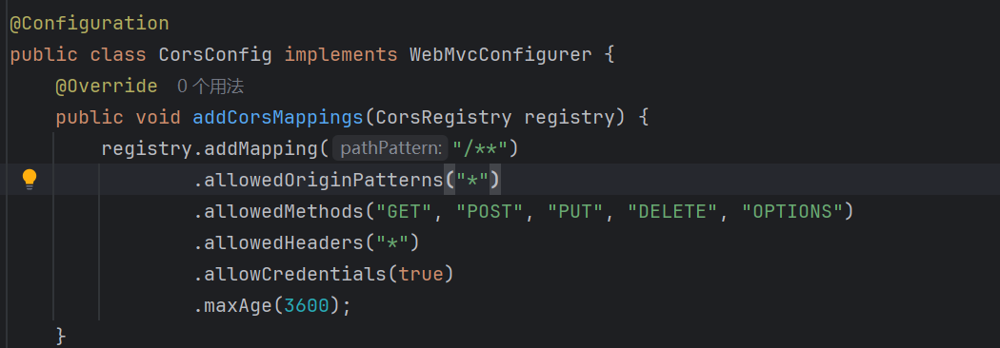 @Configuration
public class CorsConfig implements WebMvcConfigurer {
    @Override 0 个用法
    public void addCorsMappings(CorsRegistry registry) {
        registry.addMapping( pathPattern: "/**")
                .allowedOriginPatterns("*")
                .allowedMethods("GET", "POST", "PUT", "DELETE", "OPTIONS")
                .allowedHeaders("*")
                .allowCredentials(true)
                .maxAge(3600);
    }